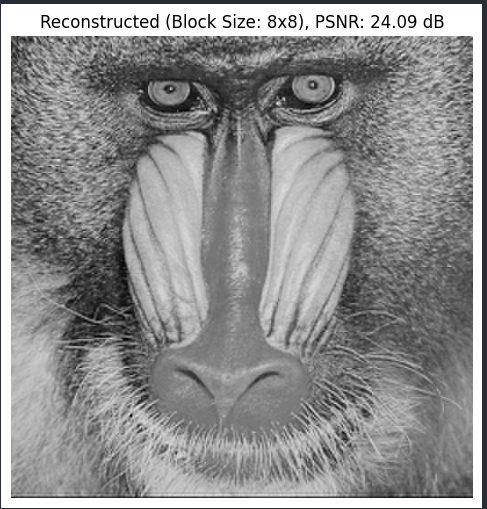 Reconstructed (Block Size: 8x8), PSNR: 24.09 dB